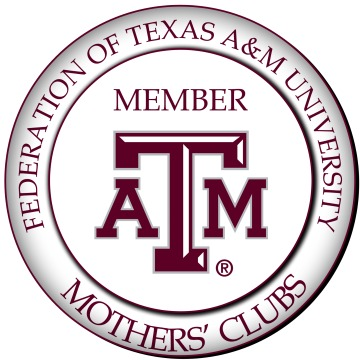 FEDERATION OF TEXAS A&M UNIVERSITY
MEMBER
ATM®
MOTHERS' CLUBS